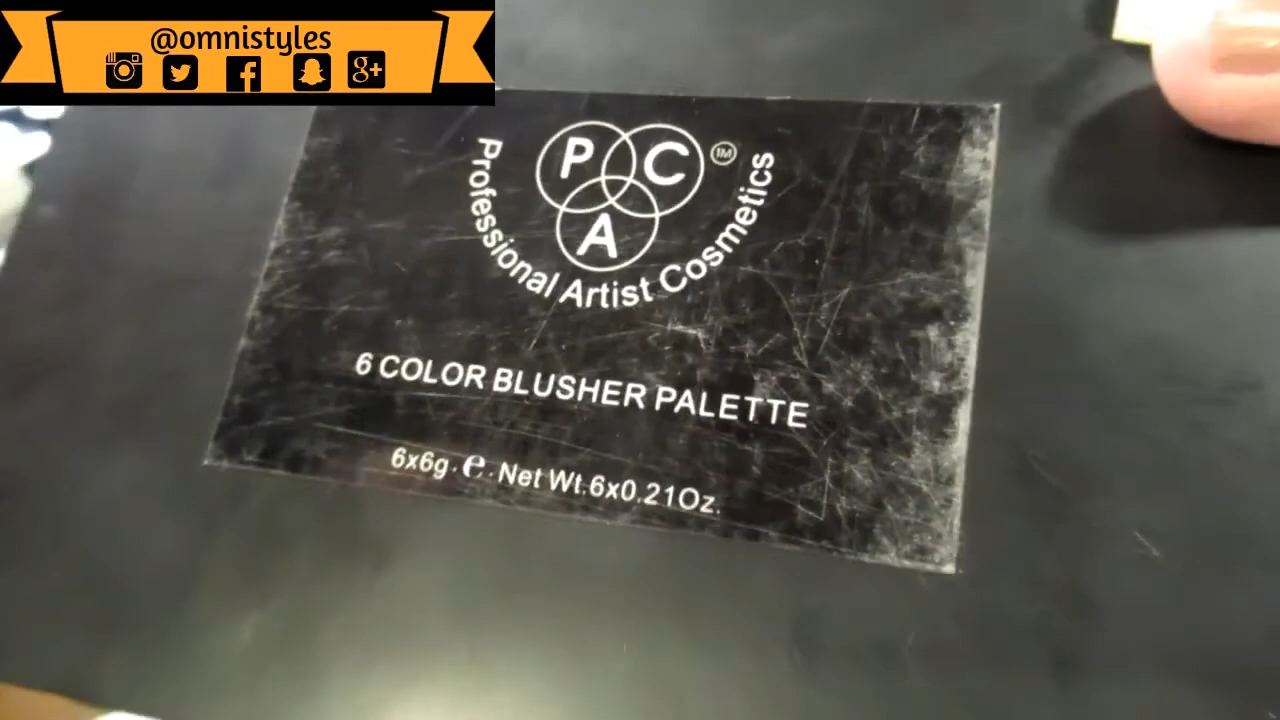 @omnistyles
g+
P C
A
TM
Professional Artist Cosmetics
6 COLOR BLUSHER PALETTE
6x6g. e. Net Wt.6x0.21Oz.